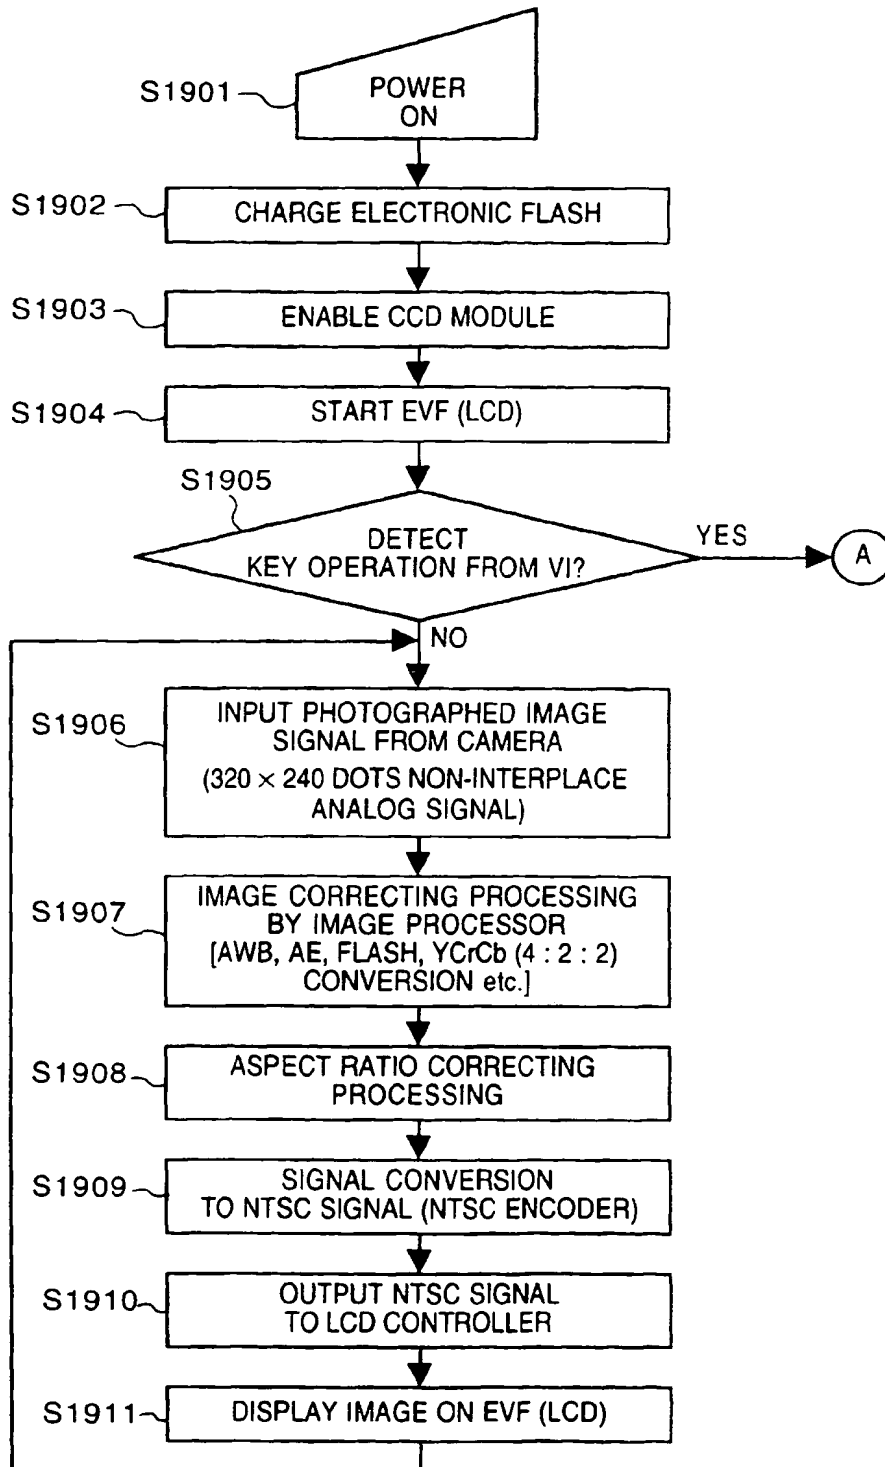 S1901
POWER
ON
S1902
CHARGE ELECTRONIC FLASH
S1903
ENABLE CCD MODULE
S1904
START EVF (LCD)
S1905
DETECT
KEY OPERATION FROM VI?
YES
A
NO
S1906
INPUT PHOTOGRAPHED IMAGE
SIGNAL FROM CAMERA
(320 × 240 DOTS NON-INTERPLACE
ANALOG SIGNAL)
S1907
IMAGE CORRECTING PROCESSING
BY IMAGE PROCESSOR
[AWB, AE, FLASH, YCrCb (4 : 2 : 2)
CONVERSION etc.]
S1908
ASPECT RATIO CORRECTING
PROCESSING
S1909
SIGNAL CONVERSION
TO NTSC SIGNAL (NTSC ENCODER)
S1910
OUTPUT NTSC SIGNAL
TO LCD CONTROLLER
S1911
DISPLAY IMAGE ON EVF (LCD)